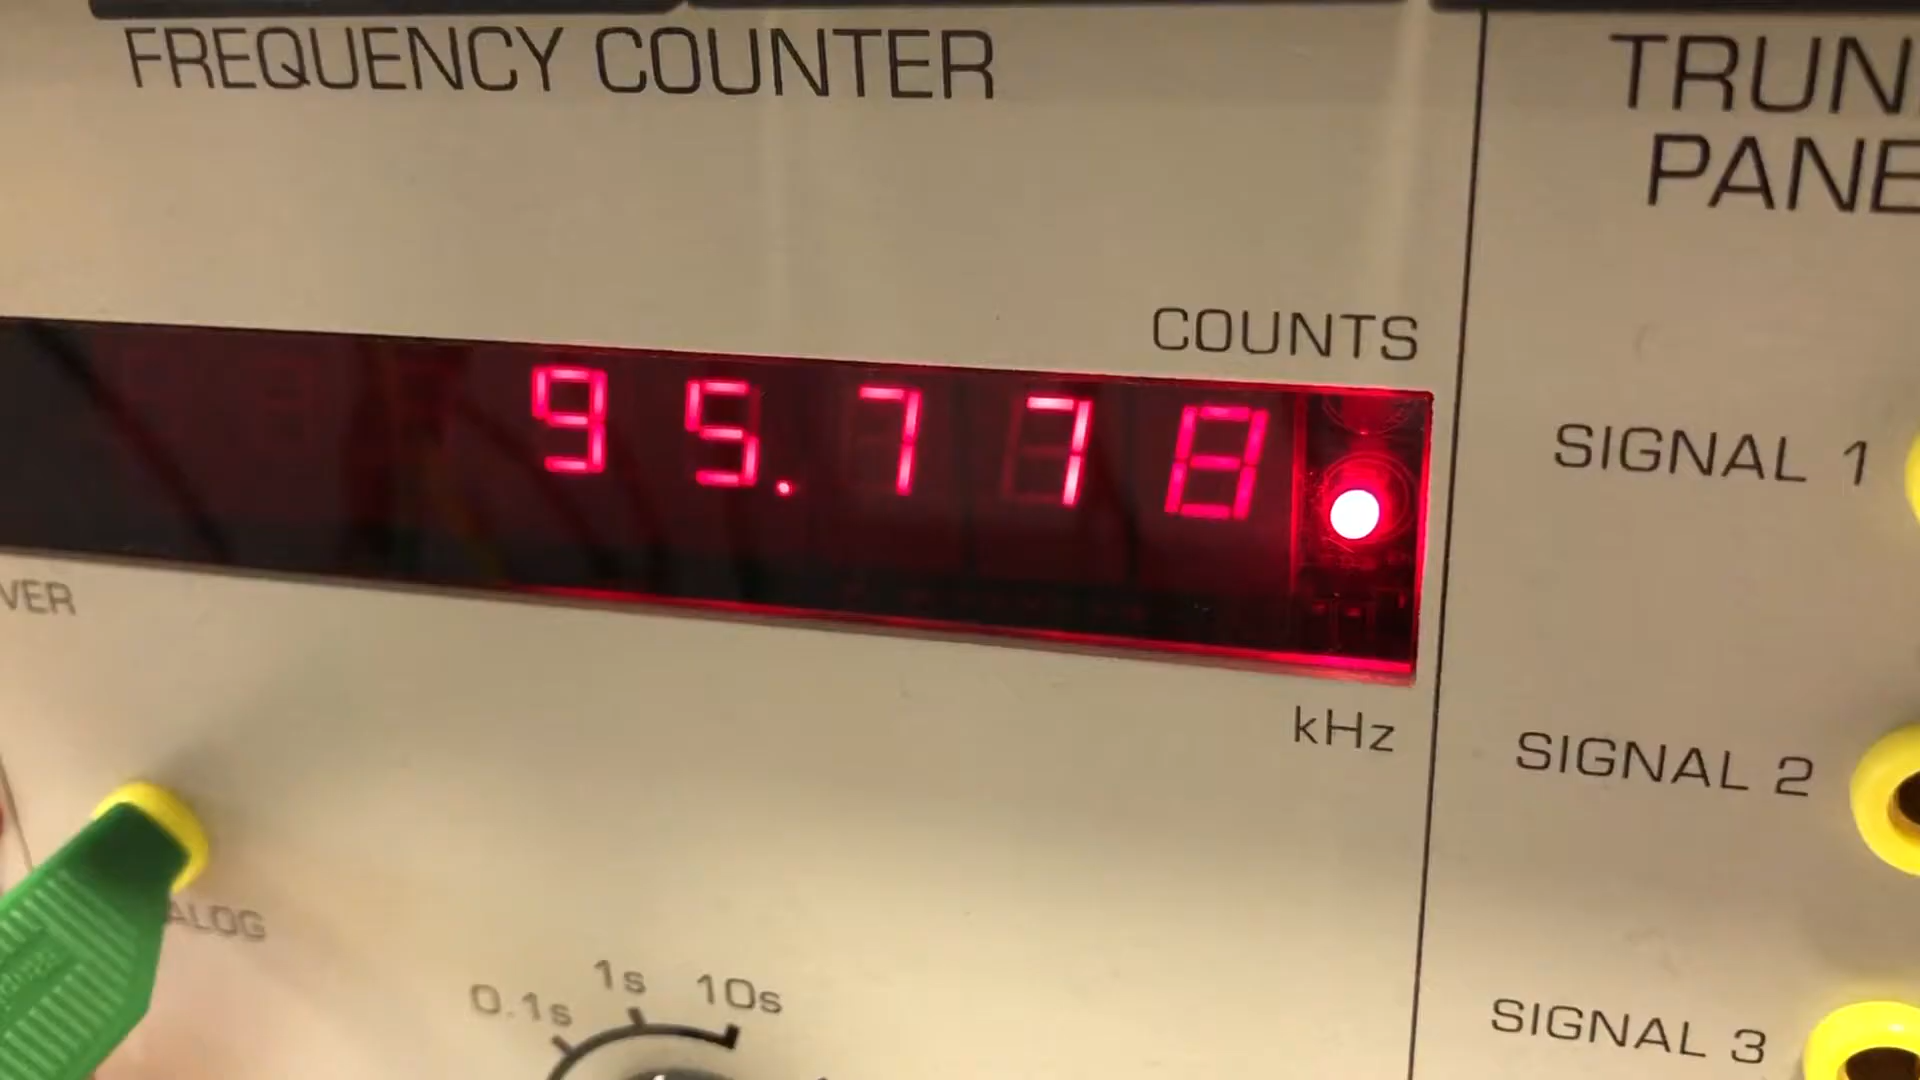 FREQUENCY COUNTER
TRUN
PANE
COUNTS
95.778
SIGNAL 1
VER
kHz
SIGNAL 2
ALOG
0.1s 1s 10s
SIGNAL 3